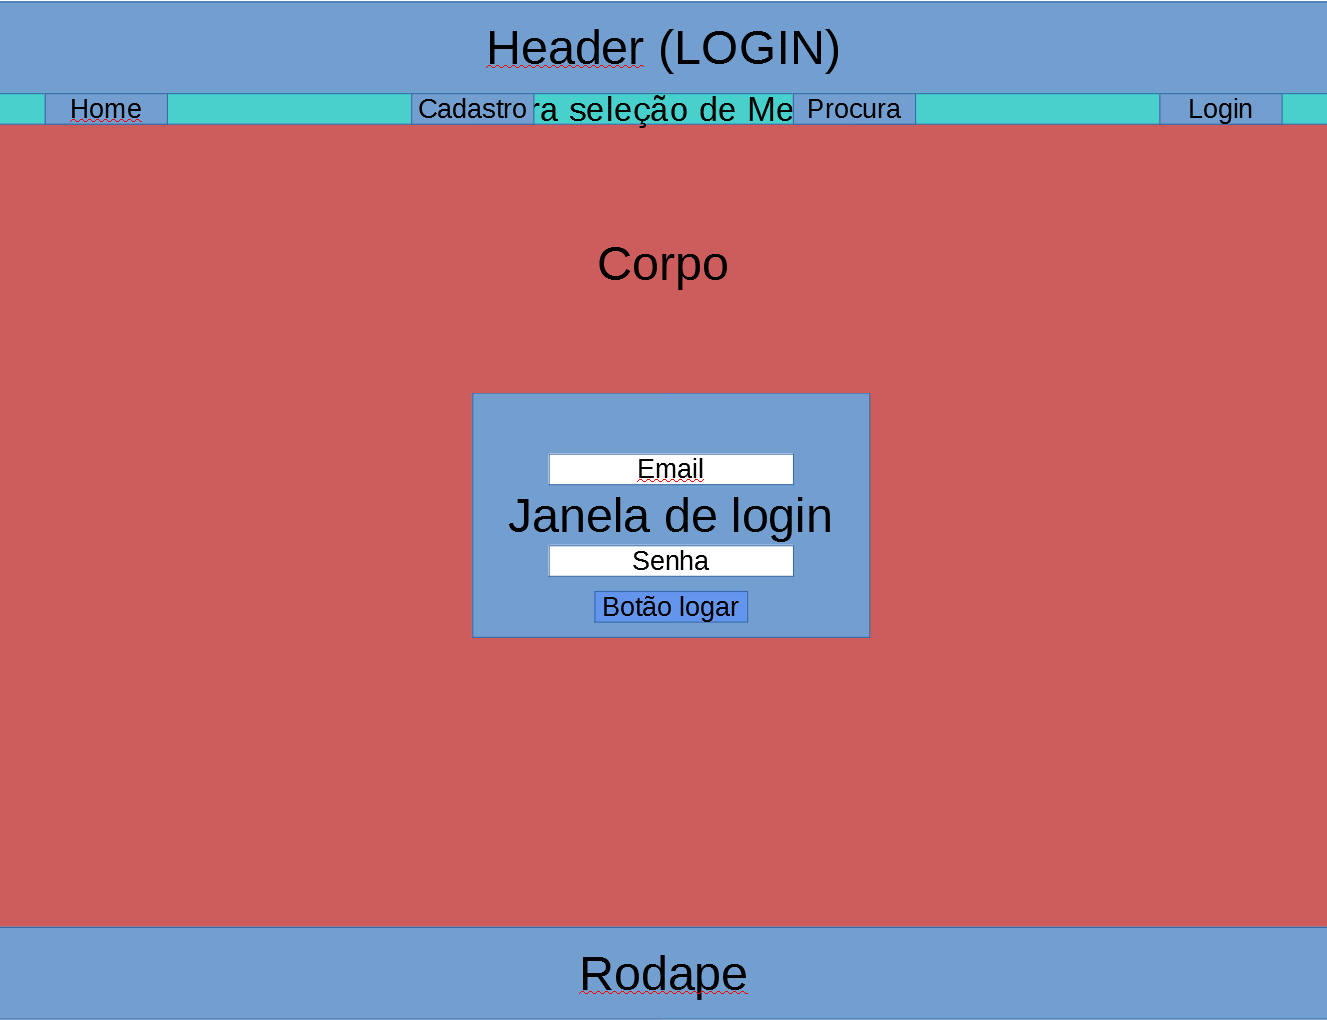 Header (LOGIN)
Home Cadastro ra seleção de Me Procura Login
Corpo
Email
Janela de login
Senha
Botão logar
Rodape